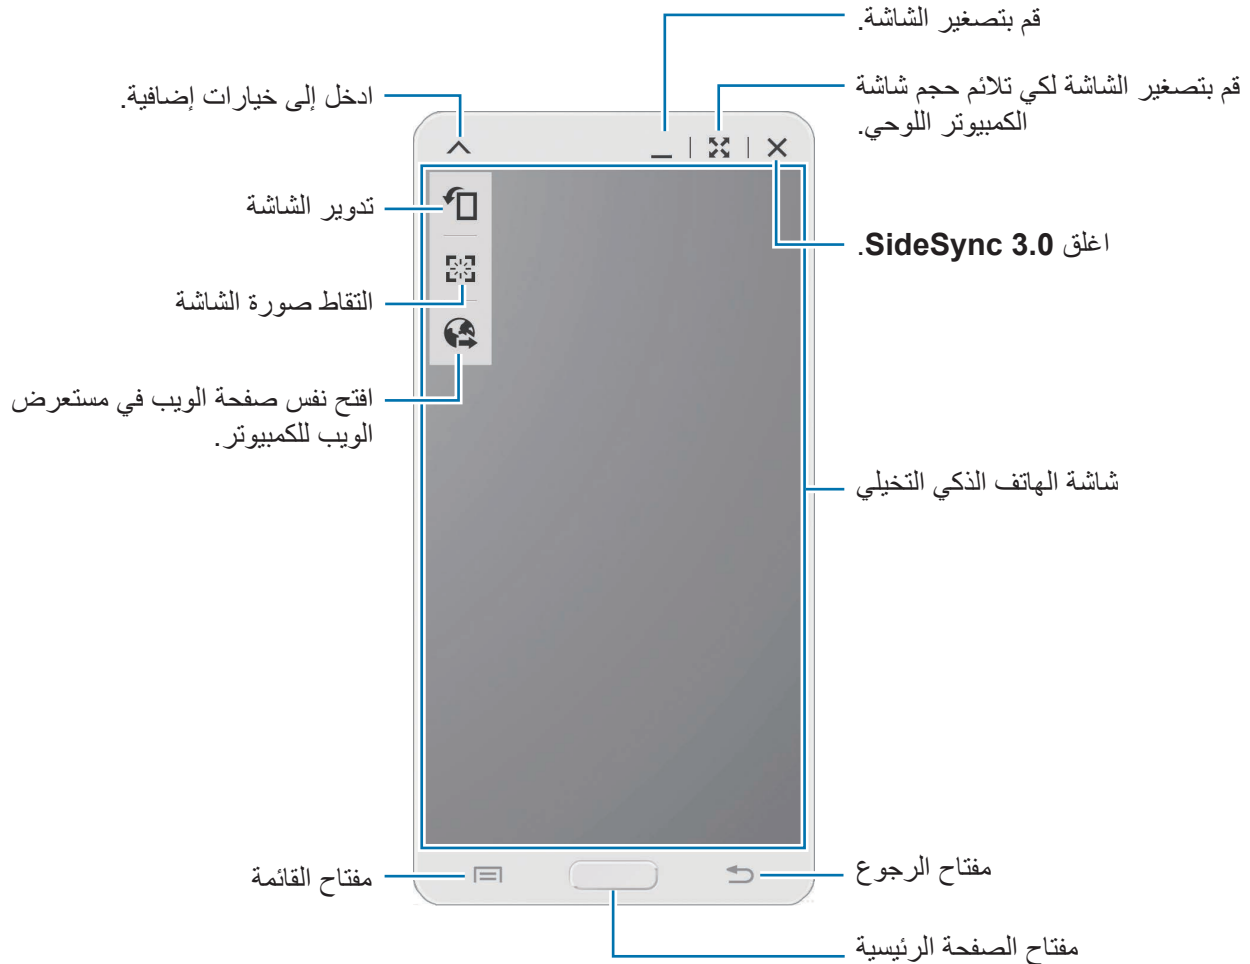 قم بتصغير الشاشة.
قم بتصغير الشاشة لكي تلائم حجم شاشة
الكمبيوتر اللوحي.
ادخل إلى خيارات إضافية.
تدوير الشاشة
اغلق SideSync 3.0.
التقاط صورة الشاشة
افتح نفس صفحة الويب في مستعرض
الويب للكمبيوتر.
شاشة الهاتف الذكي التخيلي
مفتاح الرجوع
مفتاح القائمة
مفتاح الصفحة الرئيسية